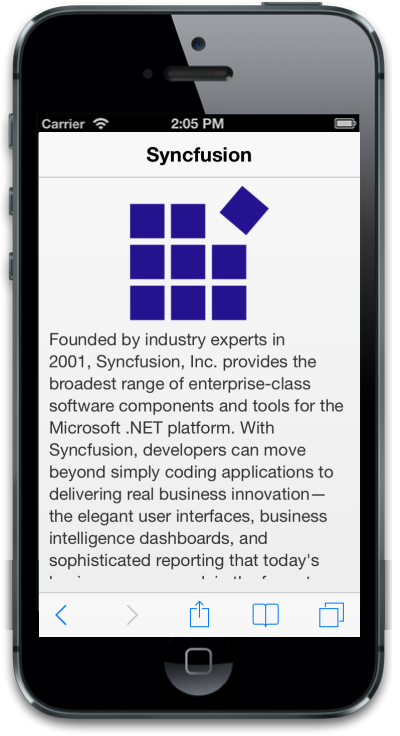 Carrier 2:05 PM
Syncfusion
Founded by industry experts in
2001, Syncfusion, Inc. provides the
broadest range of enterprise-class
software components and tools for the
Microsoft .NET platform. With
Syncfusion, developers can move
beyond simply coding applications to
delivering real business innovation—
the elegant user interfaces, business
intelligence dashboards, and
sophisticated reporting that today's